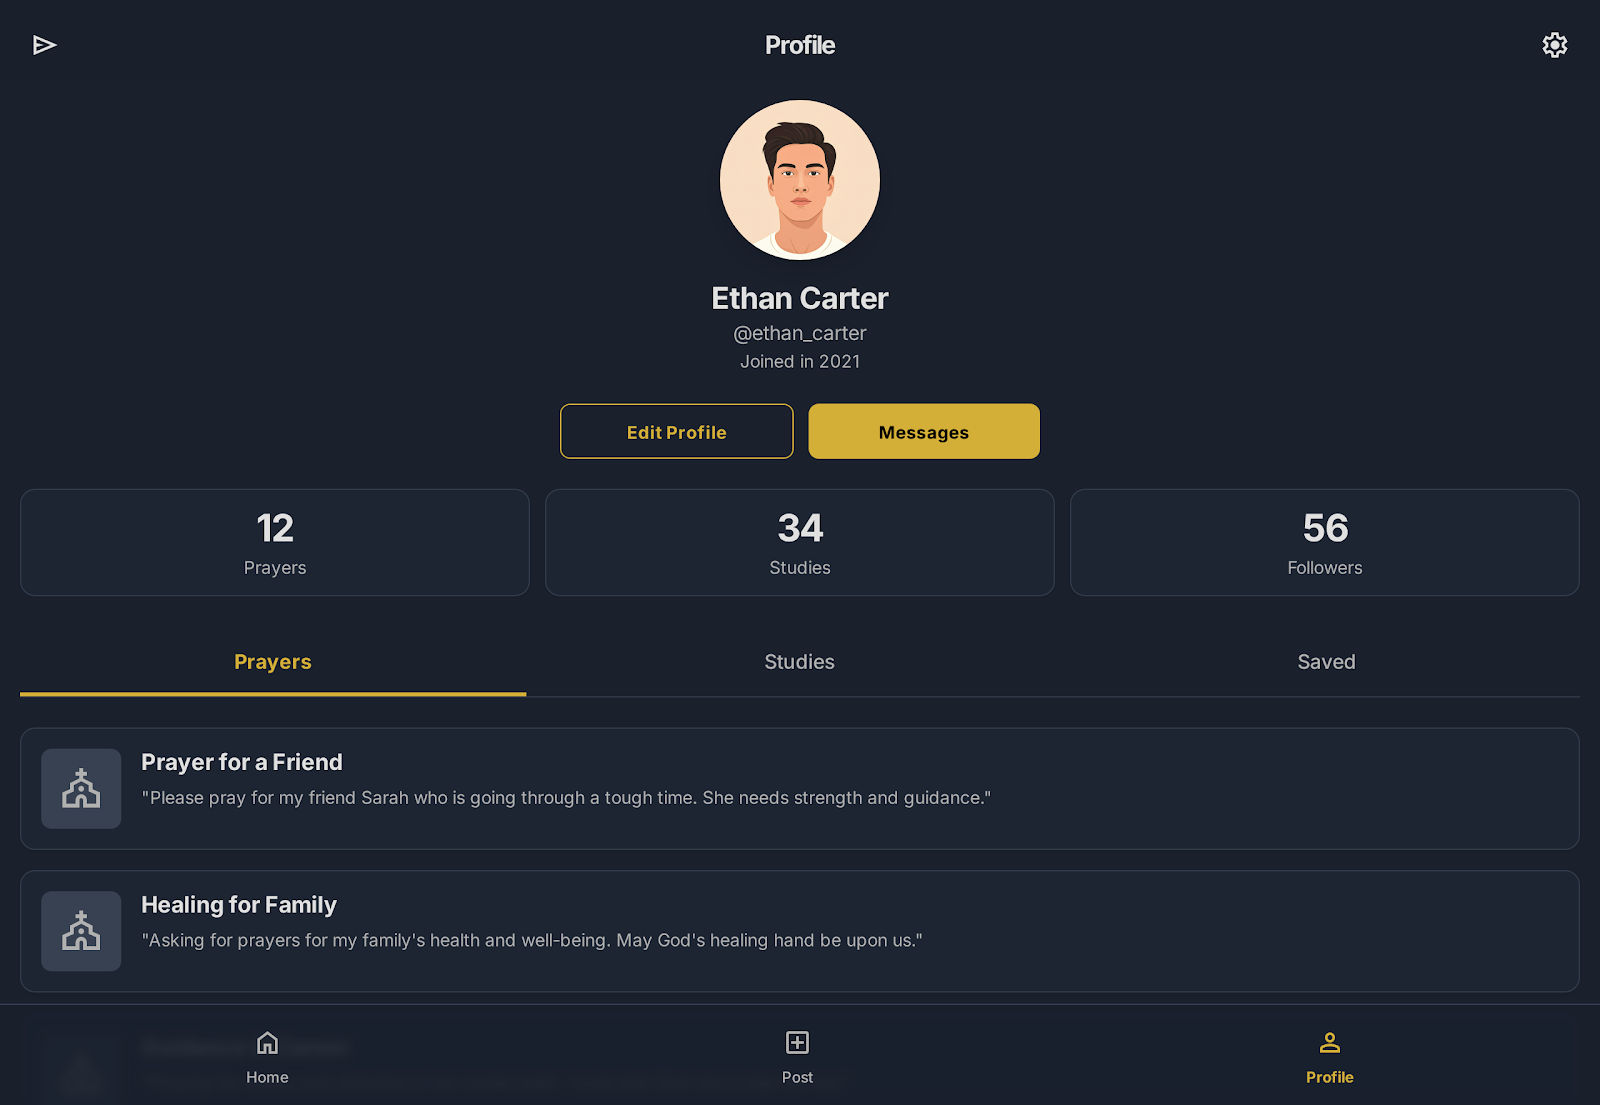 Profile
Ethan Carter
@ethan_carter
Joined in 2021
Edit Profile
Messages
12
Prayers
34
Studies
56
Followers
Prayers
Studies
Saved
Prayer for a Friend
"Please pray for my friend Sarah who is going through a tough time. She needs strength and guidance."
Healing for Family
"Asking for prayers for my family's health and well-being. May God's healing hand be upon us."
Home
Post
Profile